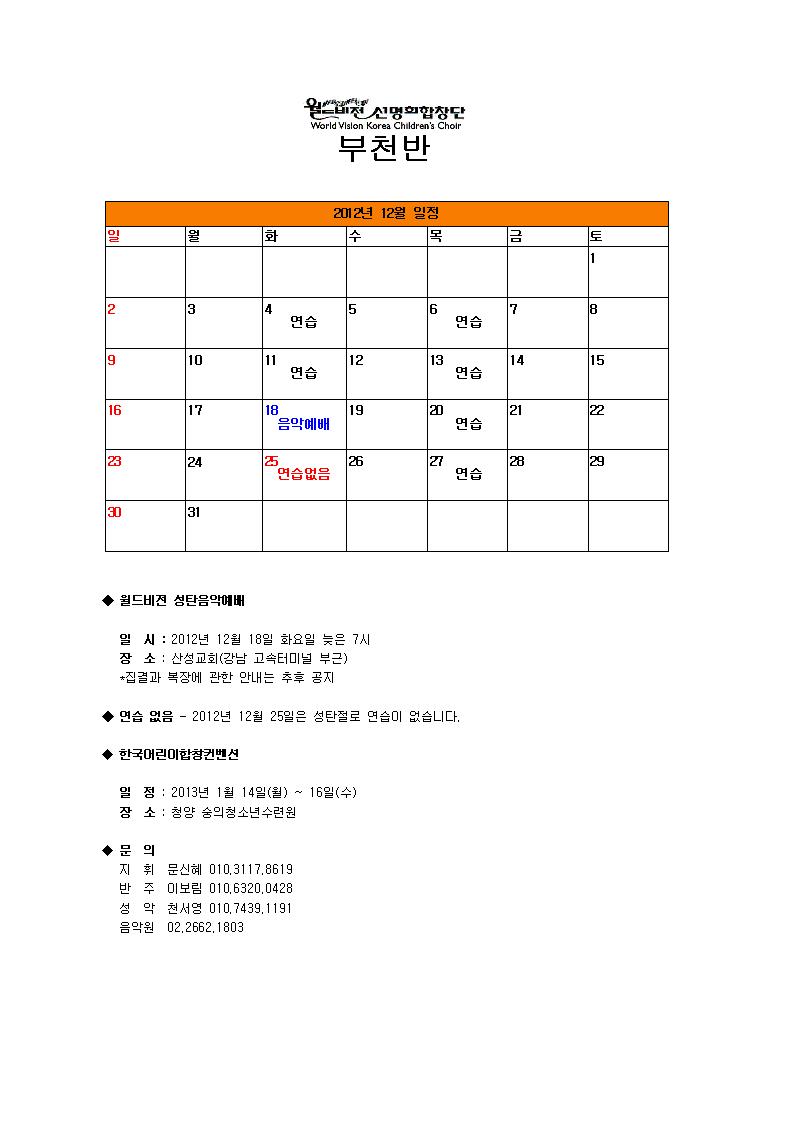 월드비전 선명회합창단
World Vision Korea Children's Choir
부천반
2012년 12월 일정
일 월 화 수 목 금 토
1
2 3 4 5 6 7 8
연습 연습
9 10 11 12 13 14 15
연습 연습
16 17 18 19 20 21 22
음악예배 연습
23 24 25 26 27 28 29
연습없음 연습
30 31
◆ 월드비전 성탄음악예배
일 시 : 2012년 12월 18일 화요일 늦은 7시
장 소 : 산성교회(강남 고속터미널 부근)
*집결과 복장에 관한 안내는 추후 공지
◆ 연습 없음 - 2012년 12월 25일은 성탄절로 연습이 없습니다.
◆ 한국어린이합창컨벤션
일 정 : 2013년 1월 14일(월) ~ 16일(수)
장 소 : 청양 숭의청소년수련원
◆ 문 의
지 휘 문신혜 010.3117.8619
반 주 이보림 010.6320.0428
성 악 천서영 010.7439.1191
음악원 02.2662.1803